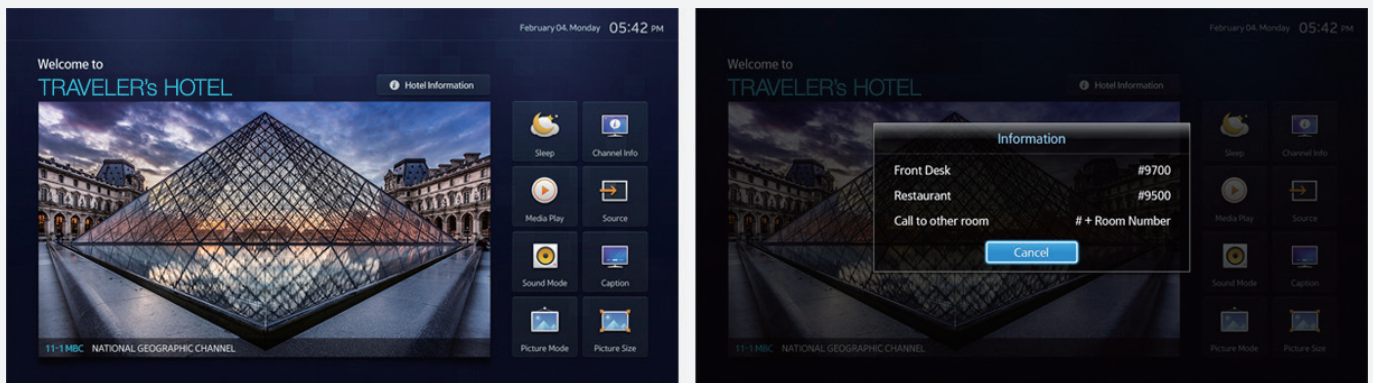 February 04. Monday 05:42 PM
Welcome to
TRAVELER's HOTEL
Hotel Information
Sleep
Channel Info
Media Play
Source
Sound Mode
Caption
Picture Mode
Picture Size
11-1 MBC NATIONAL GEOGRAPHIC CHANNEL
February 04. Monday 05:42 PM
Welcome to
TRAVELER's HOTEL
Hotel Information
Information
Front Desk #9700
Restaurant #9500
Call to other room # + Room Number
Cancel
Sleep
Channel Info
Media Play
Source
Sound Mode
Caption
Picture Mode
Picture Size
11-1 MBC NATIONAL GEOGRAPHIC CHANNEL